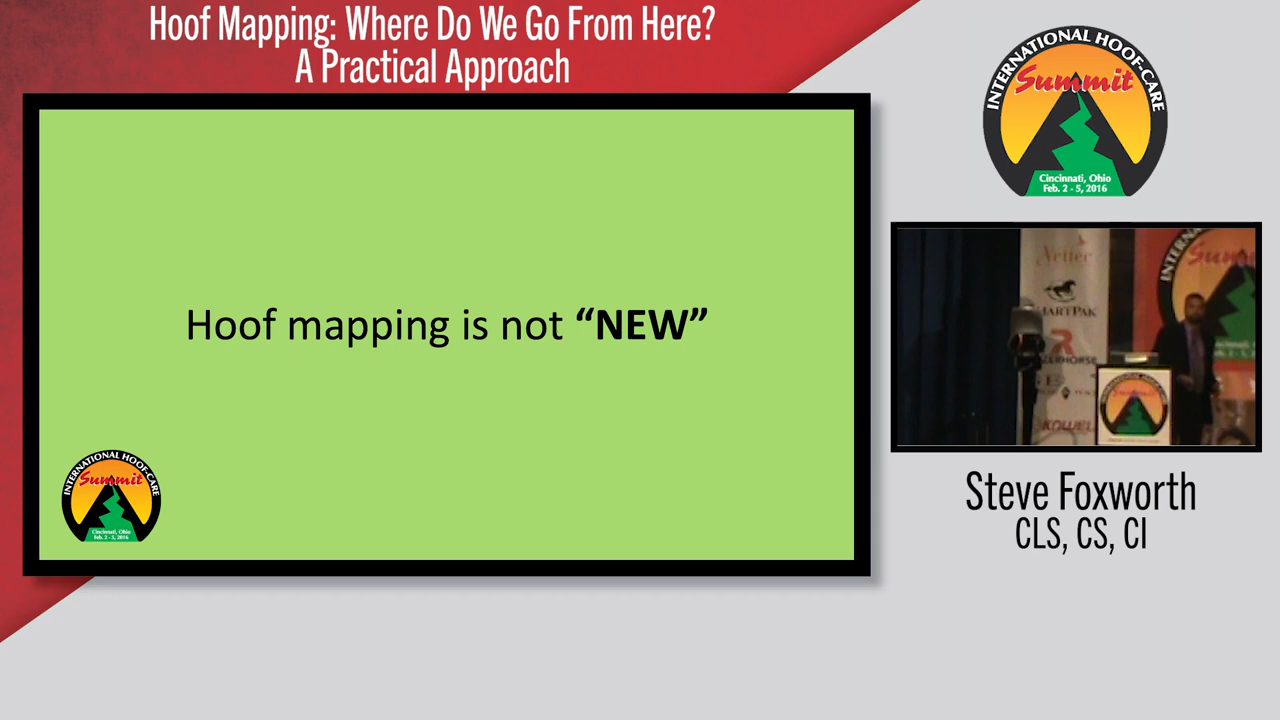 Hoof Mapping: Where Do We Go From Here?
A Practical Approach
Hoof mapping is not “NEW”
INTERNATIONAL HOOF-CARE
Summit
Cincinnati, Ohio
Feb. 2 - 5, 2016
INTERNATIONAL HOOF-CARE
Summit
Cincinnati, Ohio
Feb. 2 - 5, 2016
Vettec
Steve Foxworth
CLS, CS, CI